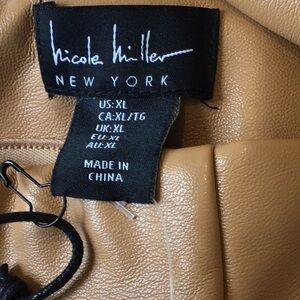 nicole miller
NEW YORK
US:XL
CA:XL/TG
UK:XL
EU:XL
AU:XL
MADE IN
CHINA